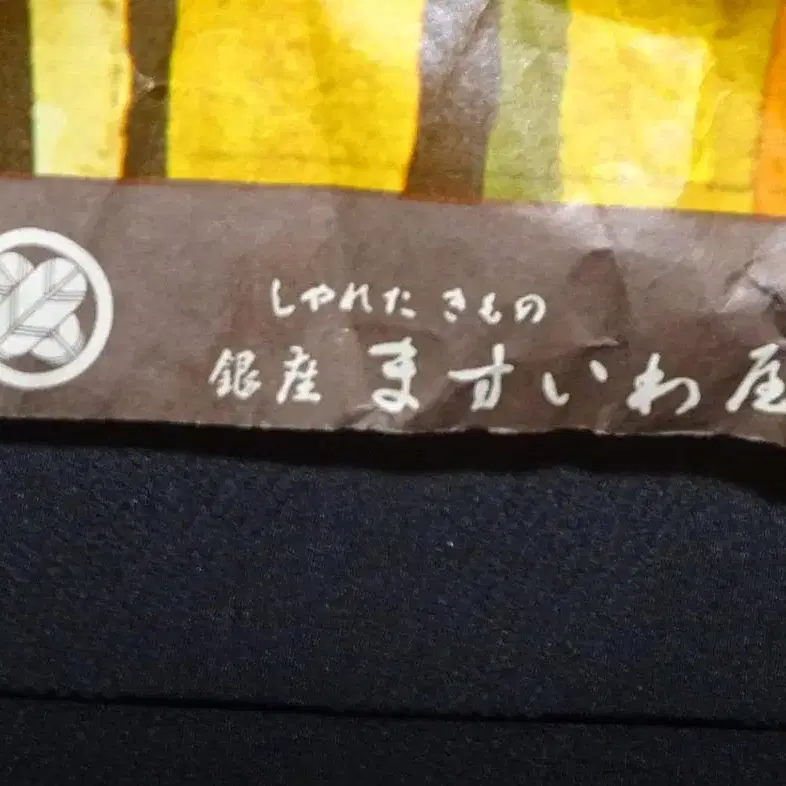 しゃれた きもの
銀座 ますいわ屋